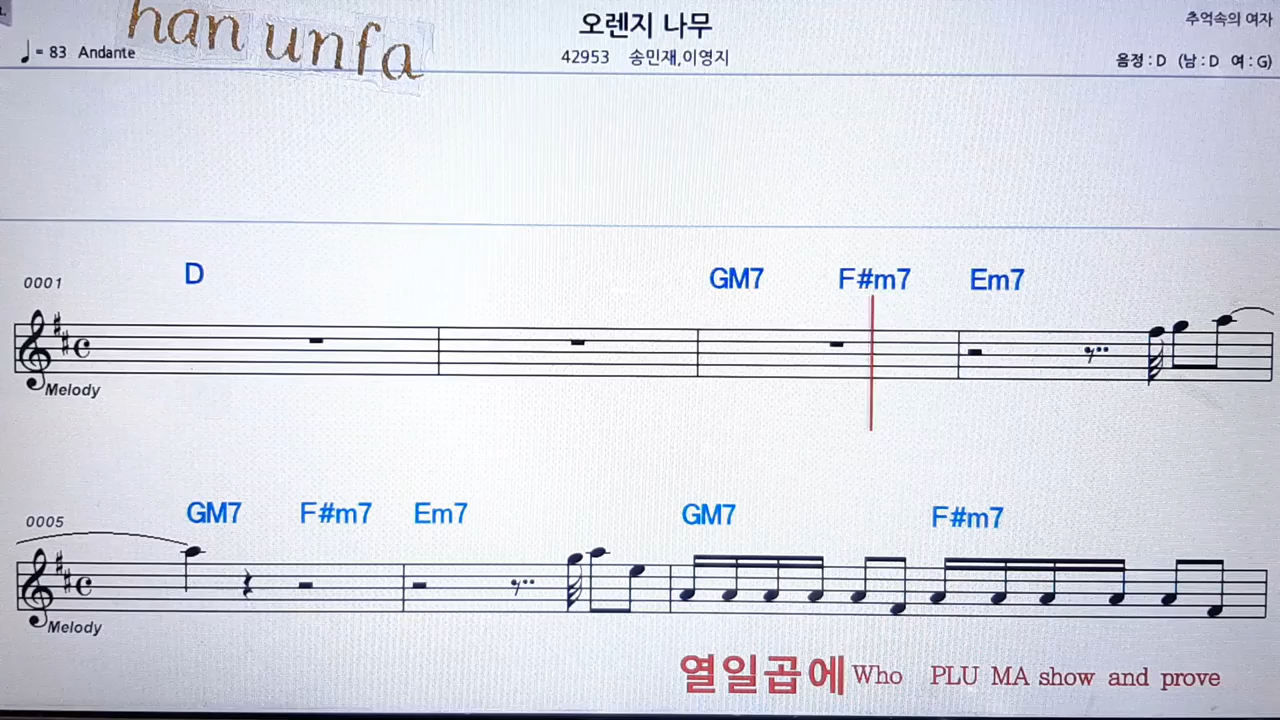 han unfa
오렌지 나무
추억속의 여자
♩= 83 Andante
42953 송민재,이영지
음정 : D (남 : D 여 : G)
0001 D GM7 F#m7 Em7
Melody
0005 GM7 F#m7 Em7 GM7 F#m7
Melody
열일곱에 Who PLU MA show and prove